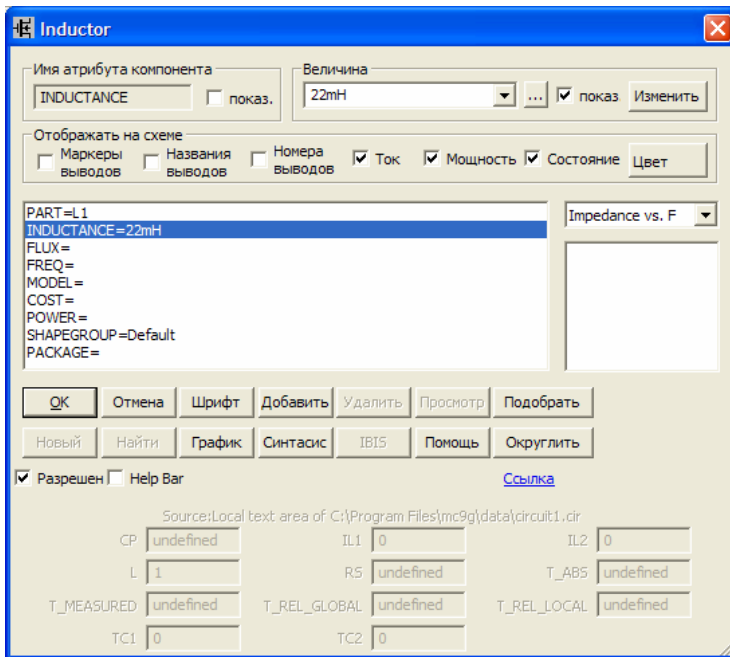 Inductor
Имя атрибута компонента
INDUCTANCE
показ.
Величина
22mH
...
показ
Изменить
Отображать на схеме
Маркеры выводов
Названия выводов
Номера выводов
Ток
Мощность
Состояние
Цвет
PART=L1
INDUCTANCE=22mH
FLUX=
FREQ=
MODEL=
COST=
POWER=
SHAPEGROUP=Default
PACKAGE=
Impedance vs. F
OK Отмена Шрифт Добавить Удалить Просмотр Подобрать
Новый Найти График Синтасис IBIS Помощь Округлить
Разрешен Help Bar Ссылка
Source:Local text area of C:\Program Files\mc9g\data\circuit1.cir
CP undefined IL1 0 IL2 0
L 1 RS undefined T_ABS undefined
T_MEASURED undefined T_REL_GLOBAL undefined T_REL_LOCAL undefined
TC1 0 TC2 0